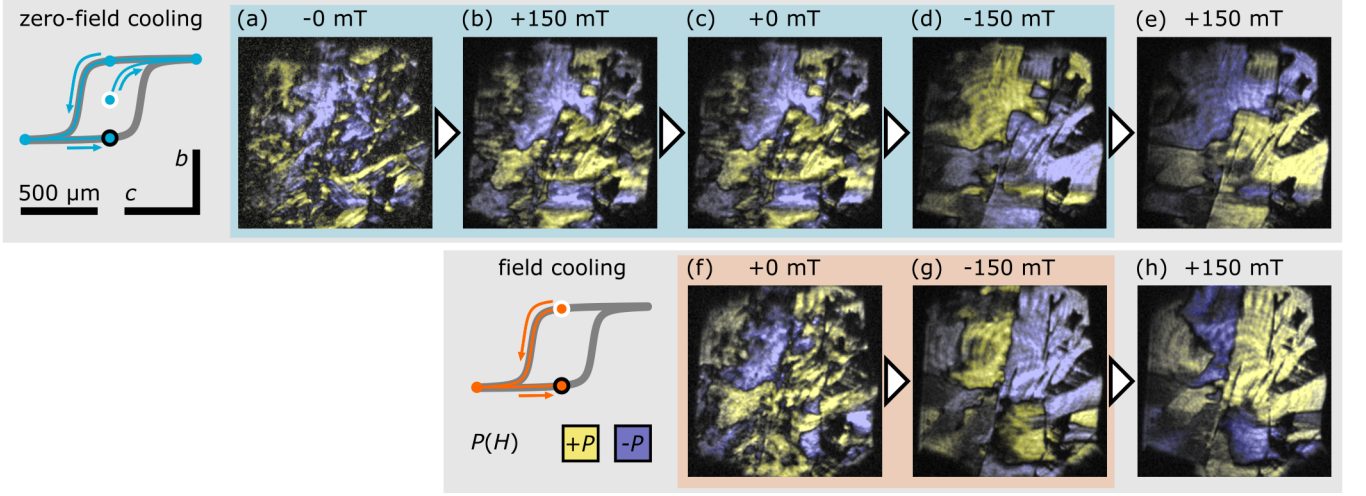 zero-field cooling
(a) -0 mT
(b) +150 mT
(c) +0 mT
(d) -150 mT
(e) +150 mT
b
500 μm
c
field cooling
(f) +0 mT
(g) -150 mT
(h) +150 mT
P(H)
+P
-P